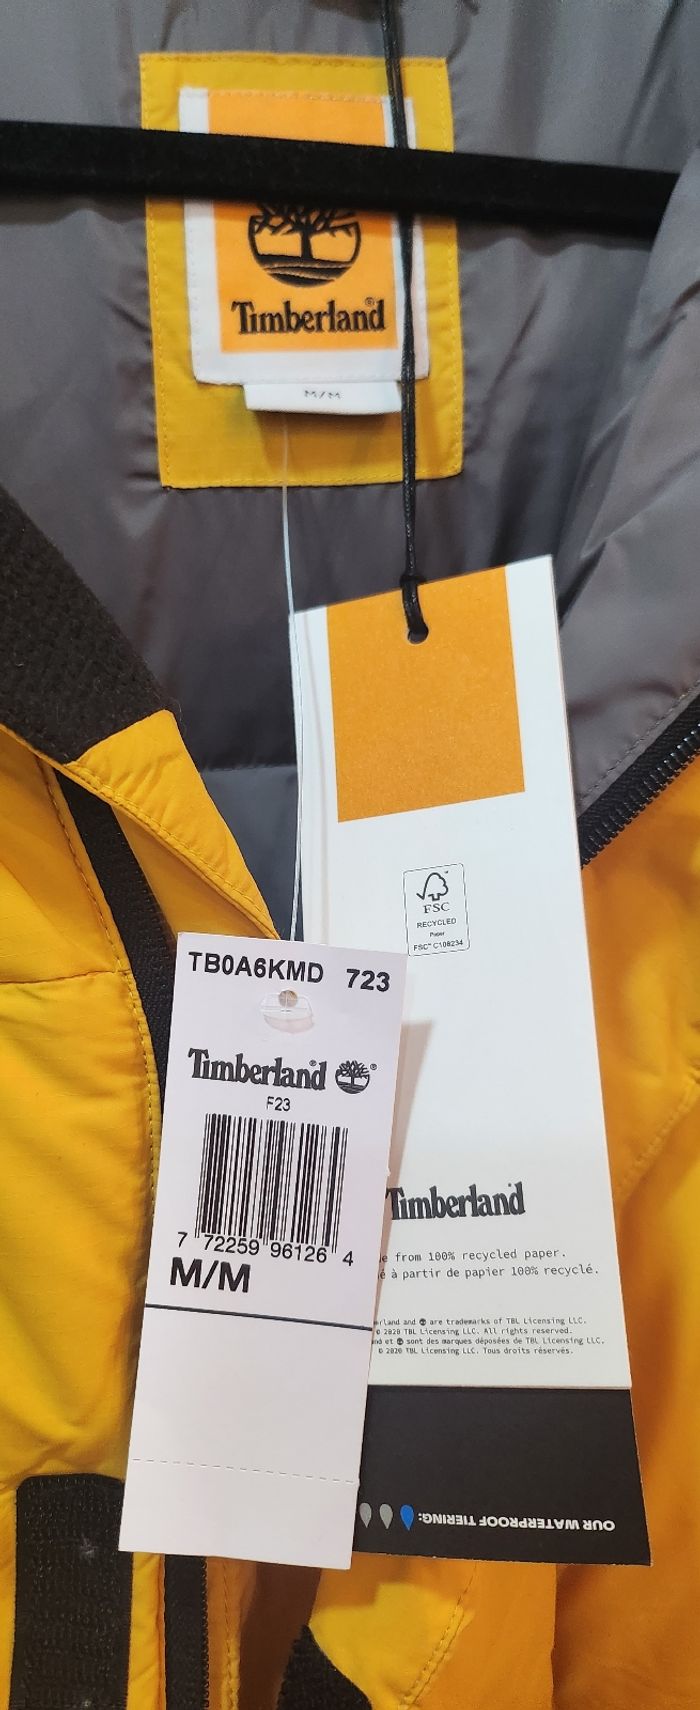 Timberland®
M/M
FSC
RECYCLED
Paper
FSC™ C108234
TB0A6KMD 723
Timberland® ®
F23
7 72259 96126 4
M/M
Timberland
from 100% recycled paper.
à partir de papier 100% recyclé.
and are trademarks of TBL Licensing LLC.
© 2020 TBL Licensing LLC. All rights reserved.
et sont des marques déposées de TBL Licensing LLC.
© 2020 TBL Licensing LLC. Tous droits réservés.
OUR WATERPROOF TIERING: